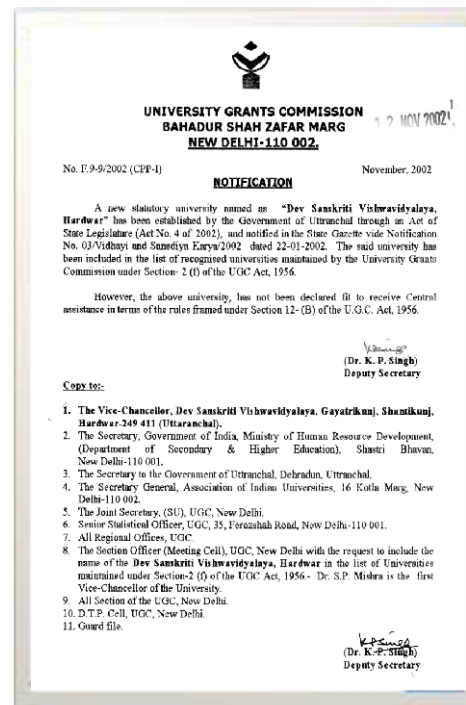 UNIVERSITY GRANTS COMMISSION
BAHADUR SHAH ZAFAR MARG
NEW DELHI-110 002.
12 NOV 2002
No. F.9-9/2002 (CPP-I) November, 2002
NOTIFICATION
A new statutory university named as "Dev Sanskriti Vishwavidyalaya,
Hardwar" has been established by the Government of Uttranchal through an Act of
State Legislature (Act No. 4 of 2002), and notified in the State Gazette vide Notification
No. 03/Vidhayi and Sansdiya Karya/2002 dated 22-01-2002. The said university has
been included in the list of recognised universities maintained by the University Grants
Commission under Section- 2 (f) of the UGC Act, 1956.
However, the above university, has not been declared fit to receive Central
assistance in terms of the rules framed under Section 12- (B) of the U.G.C. Act, 1956.
(Dr. K. P. Singh)
Deputy Secretary
Copy to:-
1. The Vice-Chancellor, Dev Sanskriti Vishwavidyalaya, Gayatrikunj, Shantikunj,
Hardwar-249 411 (Uttaranchal).
2. The Secretary, Government of India, Ministry of Human Resource Development,
(Department of Secondary & Higher Education), Shastri Bhavan,
New Delhi-110 001.
3. The Secretary to the Government of Uttranchal, Dehradun, Uttranchal.
4. The Secretary General, Association of Indian Universities, 16 Kotla Marg, New
Delhi-110 002.
5. The Joint Secretary, (SU), UGC, New Delhi.
6. Senior Statistical Officer, UGC, 35, Ferozshah Road, New Delhi-110 001.
7. All Regional Offices, UGC.
8. The Section Officer (Meeting Cell), UGC, New Delhi with the request to include the
name of the Dev Sanskriti Vishwavidyalaya, Hardwar in the list of Universities
maintained under Section-2 (f) of the UGC Act, 1956.- Dr. S.P. Mishra is the first
Vice-Chancellor of the University.
9. All Section of the UGC, New Delhi.
10. D.T.P. Cell, UGC, New Delhi.
11. Guard file.
(Dr. K. P. Singh)
Deputy Secretary